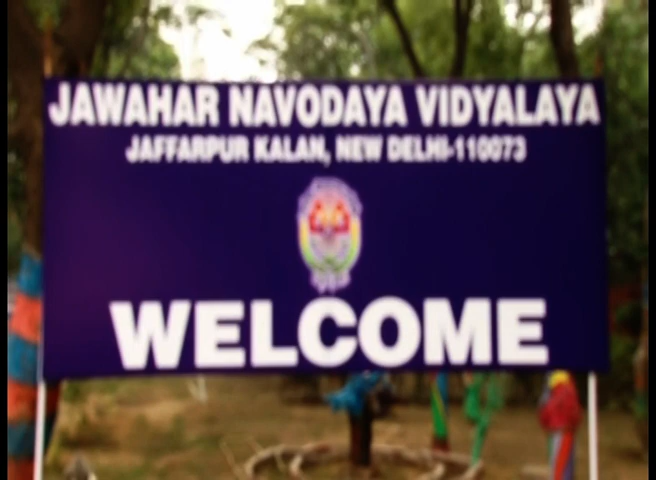 JAWAHAR NAVODAYA VIDYALAYA
JAFFARPUR KALAN, NEW DELHI-110073
WELCOME